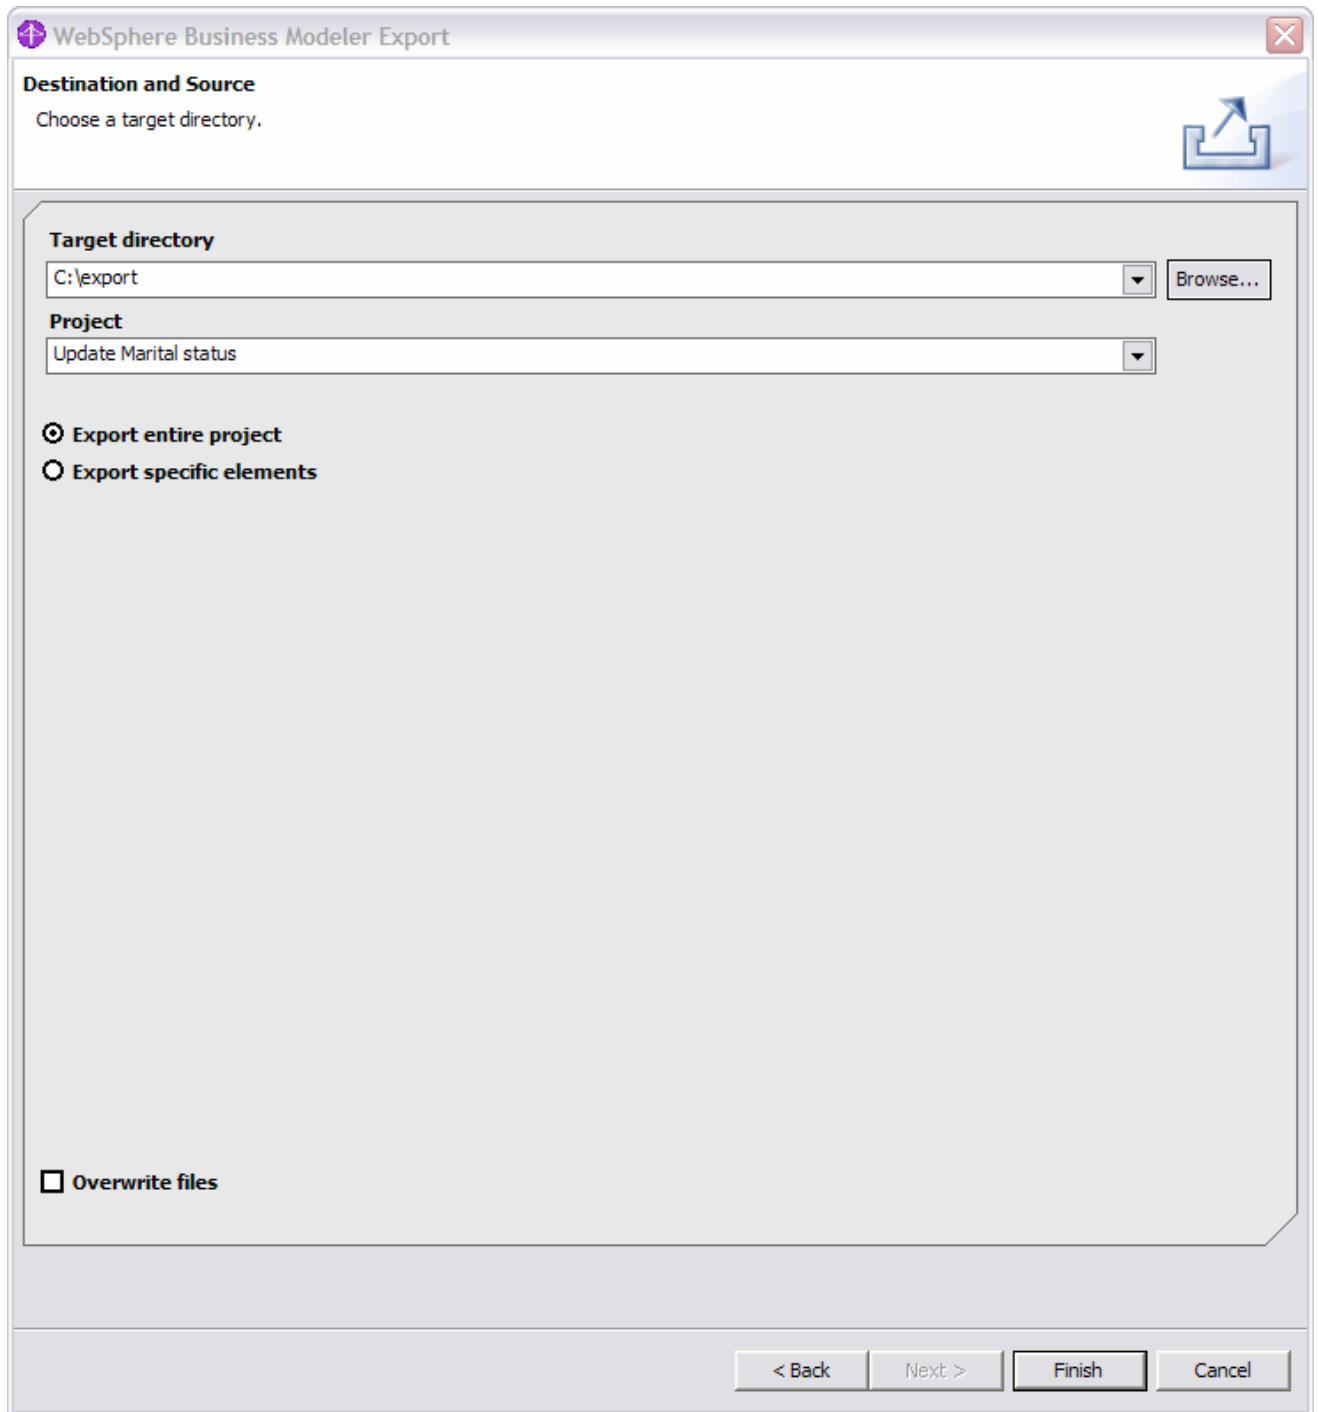 WebSphere Business Modeler Export
Destination and Source
Choose a target directory.
Target directory
C:\export
Browse...
Project
Update Marital status
Export entire project
Export specific elements
Overwrite files
< Back Next > Finish Cancel